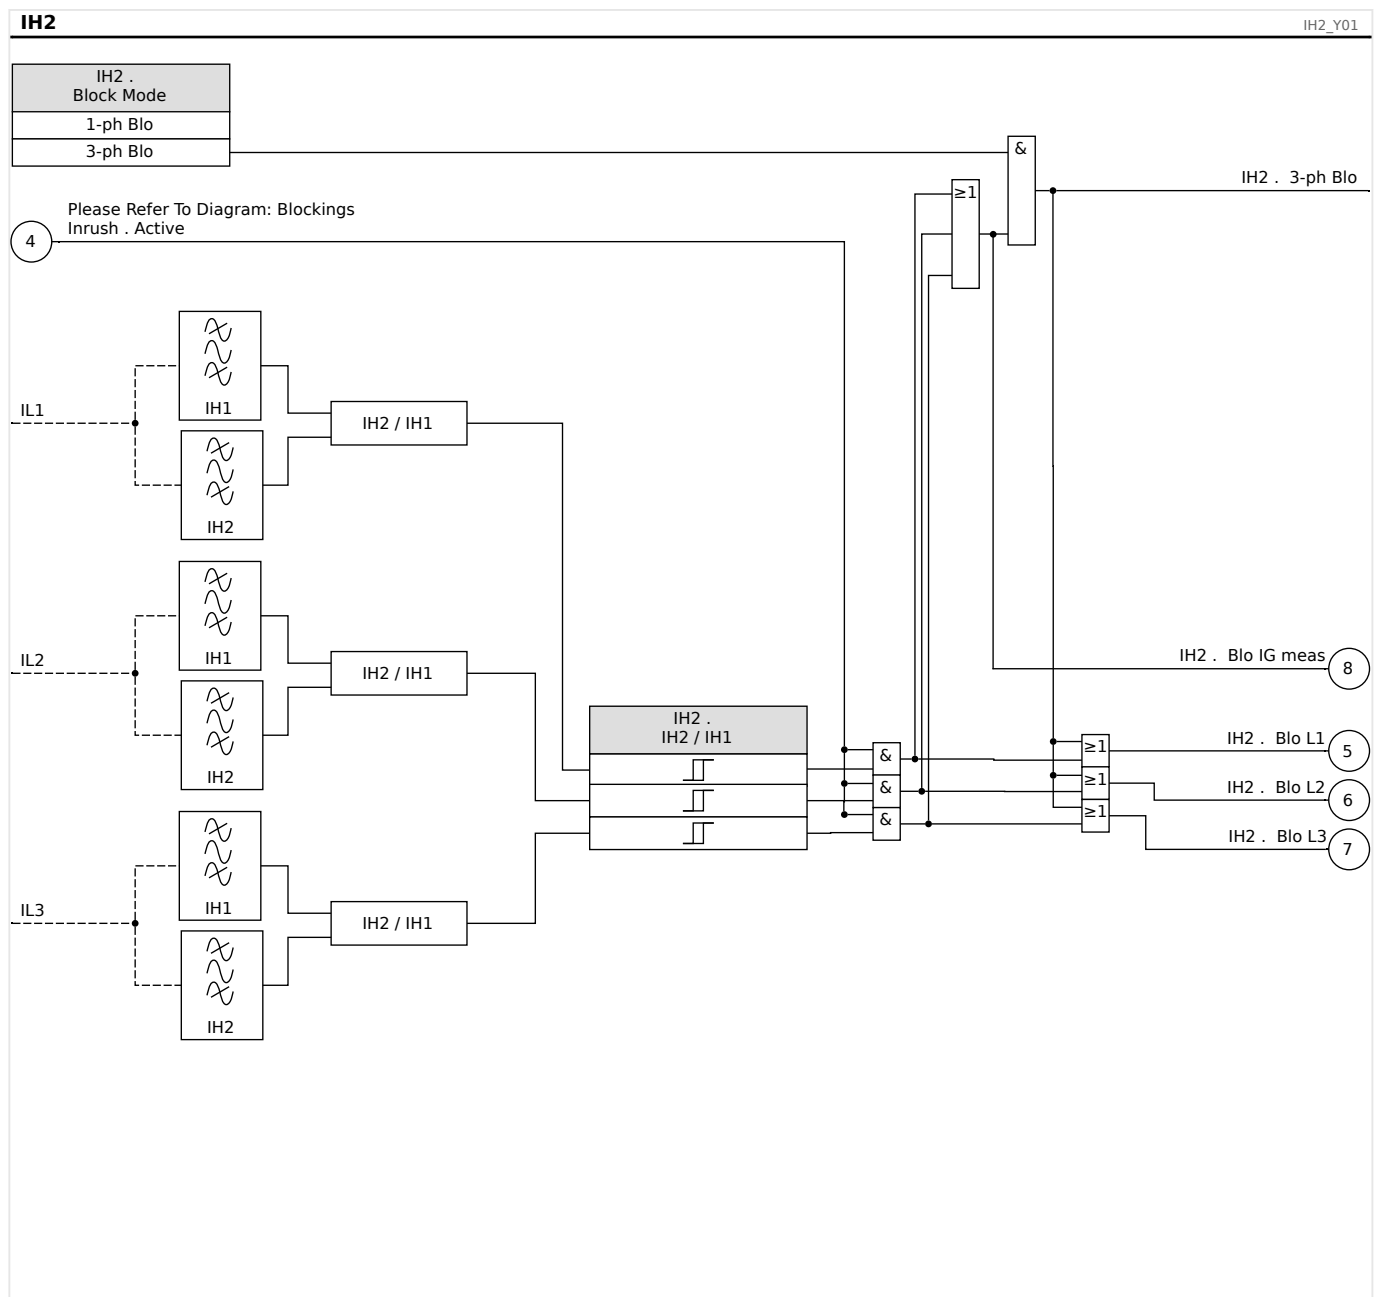 IH2
IH2_Y01
IH2 .
Block Mode
1-ph Blo
3-ph Blo
&
≥1
IH2 .  3-ph Blo
Please Refer To Diagram: Blockings
Inrush . Active
4
IH1
IL1
IH2 / IH1
IH2
IH1
IL2
IH2 / IH1
IH2
IH2 .  Blo IG meas
8
IH2 .
IH2 / IH1
&
&
&
≥1
≥1
≥1
IH2 .  Blo L1
5
IH2 .  Blo L2
6
IH2 .  Blo L3
7
IH1
IL3
IH2 / IH1
IH2